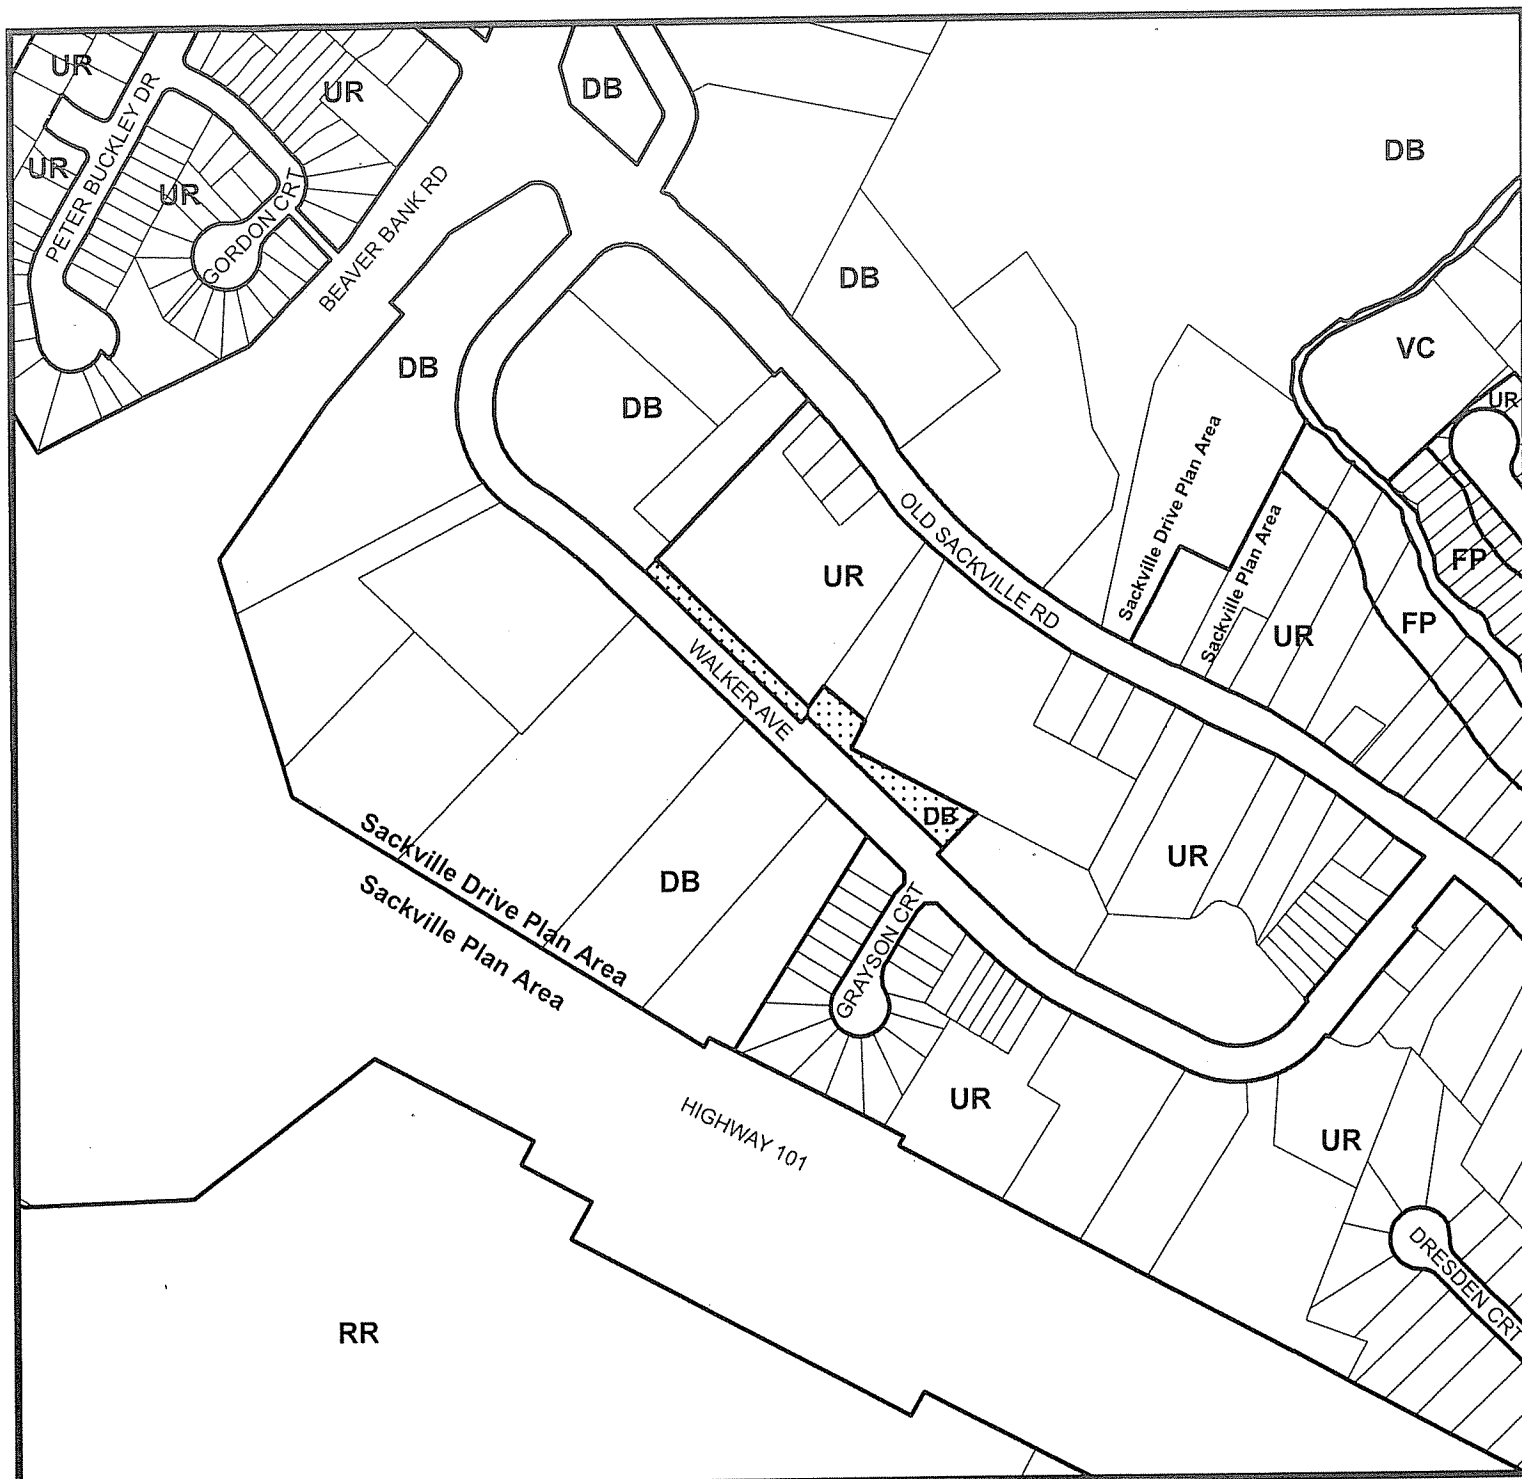 UR
UR
DB
PETER BUCKLEY DR
DB
UR
UR
GORDON CRT
BEAVER BANK RD
DB
VC
DB
DB
UR
Sackville Drive Plan Area
OLD SACKVILLE RD
Sackville Plan Area
FP
UR
FP
UR
WALKER AVE
DB
UR
Sackville Drive Plan Area
Sackville Plan Area
DB
GRAYSON CRT
UR
HIGHWAY 101
UR
DRESDEN CRT
RR